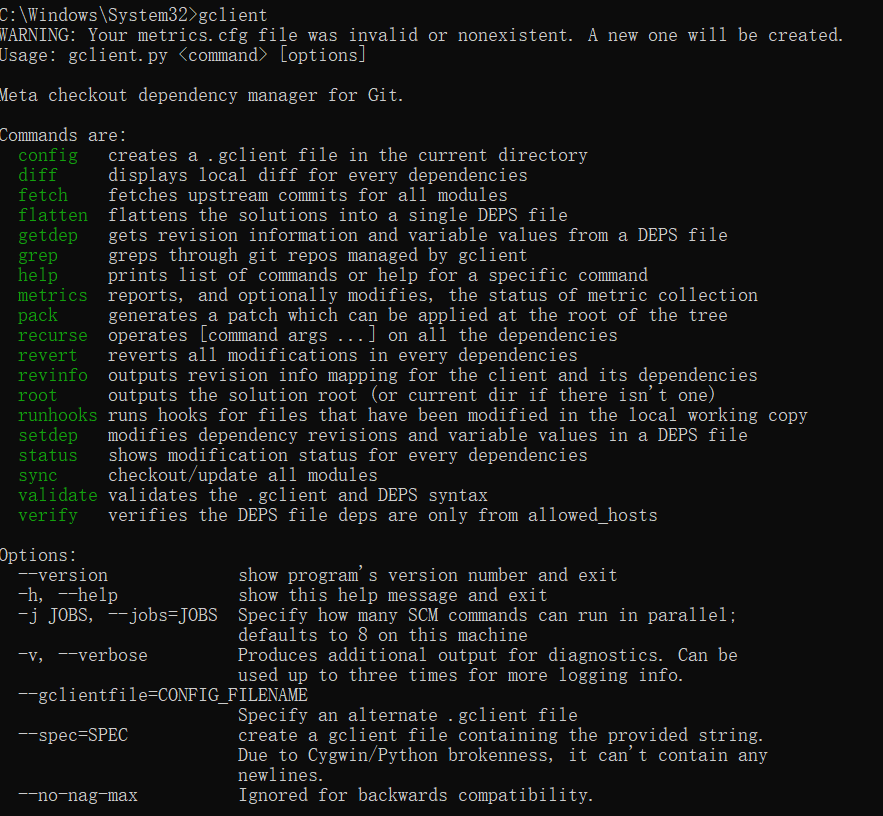 C:\Windows\System32>gclient
WARNING: Your metrics.cfg file was invalid or nonexistent. A new one will be created.
Usage: gclient.py <command> [options]

Meta checkout dependency manager for Git.

Commands are:
  config   creates a .gclient file in the current directory
  diff     displays local diff for every dependencies
  fetch    fetches upstream commits for all modules
  flatten  flattens the solutions into a single DEPS file
  getdep   gets revision information and variable values from a DEPS file
  grep     greps through git repos managed by gclient
  help     prints list of commands or help for a specific command
  metrics  reports, and optionally modifies, the status of metric collection
  pack     generates a patch which can be applied at the root of the tree
  recurse  operates [command args ...] on all the dependencies
  revert   reverts all modifications in every dependencies
  revinfo  outputs revision info mapping for the client and its dependencies
  root     outputs the solution root (or current dir if there isn't one)
  runhooks runs hooks for files that have been modified in the local working copy
  setdep   modifies dependency revisions and variable values in a DEPS file
  status   shows modification status for every dependencies
  sync     checkout/update all modules
  validate validates the .gclient and DEPS syntax
  verify   verifies the DEPS file deps are only from allowed_hosts

Options:
  --version             show program's version number and exit
  -h, --help            show this help message and exit
  -j JOBS, --jobs=JOBS  Specify how many SCM commands can run in parallel;
                        defaults to 8 on this machine
  -v, --verbose         Produces additional output for diagnostics. Can be
                        used up to three times for more logging info.
  --gclientfile=CONFIG_FILENAME
                        Specify an alternate .gclient file
  --spec=SPEC           create a gclient file containing the provided string.
                        Due to Cygwin/Python brokenness, it can't contain any
                        newlines.
  --no-nag-max          Ignored for backwards compatibility.